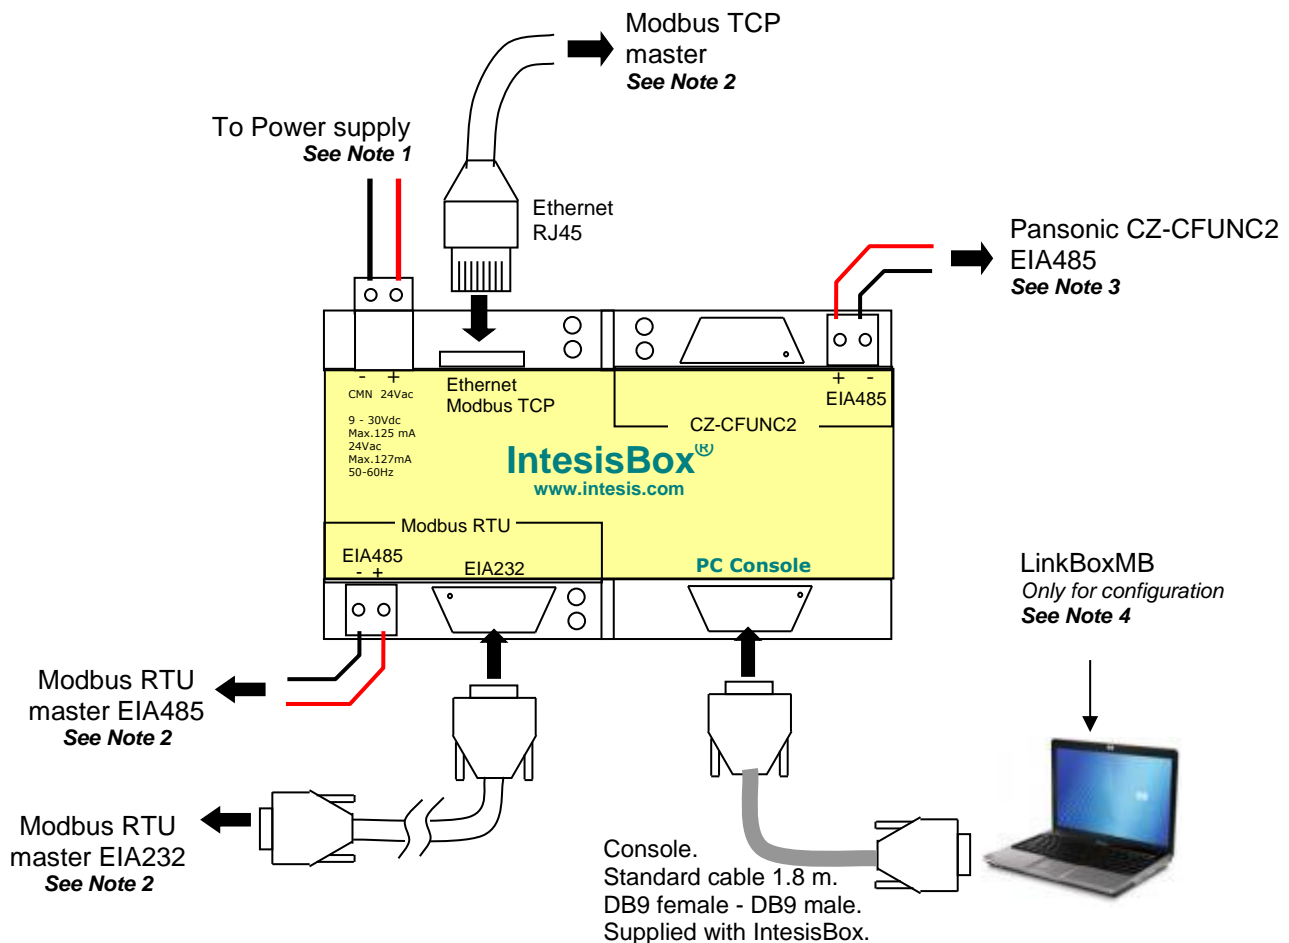 Modbus TCP
master
See Note 2
To Power supply
See Note 1
Ethernet
RJ45
Pansonic CZ-CFUNC2
EIA485
See Note 3
- +
CMN 24Vac
9 - 30Vdc
Max.125 mA
24Vac
Max.127mA
50-60Hz
Ethernet
Modbus TCP
+ -
EIA485
CZ-CFUNC2
IntesisBox®
www.intesis.com
Modbus RTU
EIA485
- +
EIA232
PC Console
LinkBoxMB
Only for configuration
See Note 4
Modbus RTU
master EIA485
See Note 2
Modbus RTU
master EIA232
See Note 2
Console.
Standard cable 1.8 m.
DB9 female - DB9 male.
Supplied with IntesisBox.